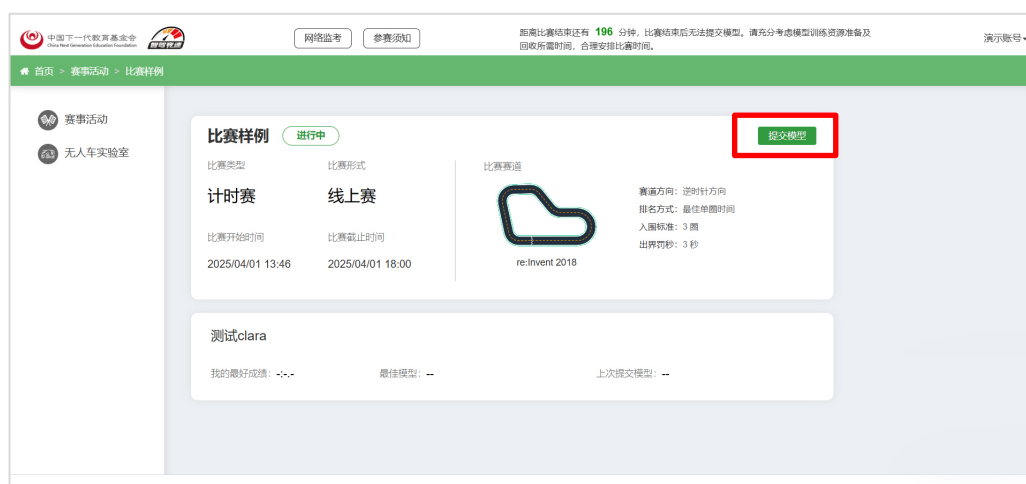 中国下一代教育基金会
China Next Generation Education Foundation
智驾竞速
网络监考
参赛须知
距离比赛结束还有 196 分钟，比赛结束后无法提交模型。请充分考虑模型训练资源准备及
回收所需时间，合理安排比赛时间。
演示账号
首页 > 赛事活动 > 比赛样例
赛事活动
无人车实验室
比赛样例 进行中
提交模型
比赛类型
比赛形式
计时赛
线上赛
比赛开始时间
比赛截止时间
2025/04/01 13:46
2025/04/01 18:00
比赛赛道
re:Invent 2018
赛道方向：逆时针方向
排名方式：最佳单圈时间
入围标准：3 圈
出界罚秒：3 秒
测试clara
我的最好成绩：-:-.-
最佳模型：--
上次提交模型：--